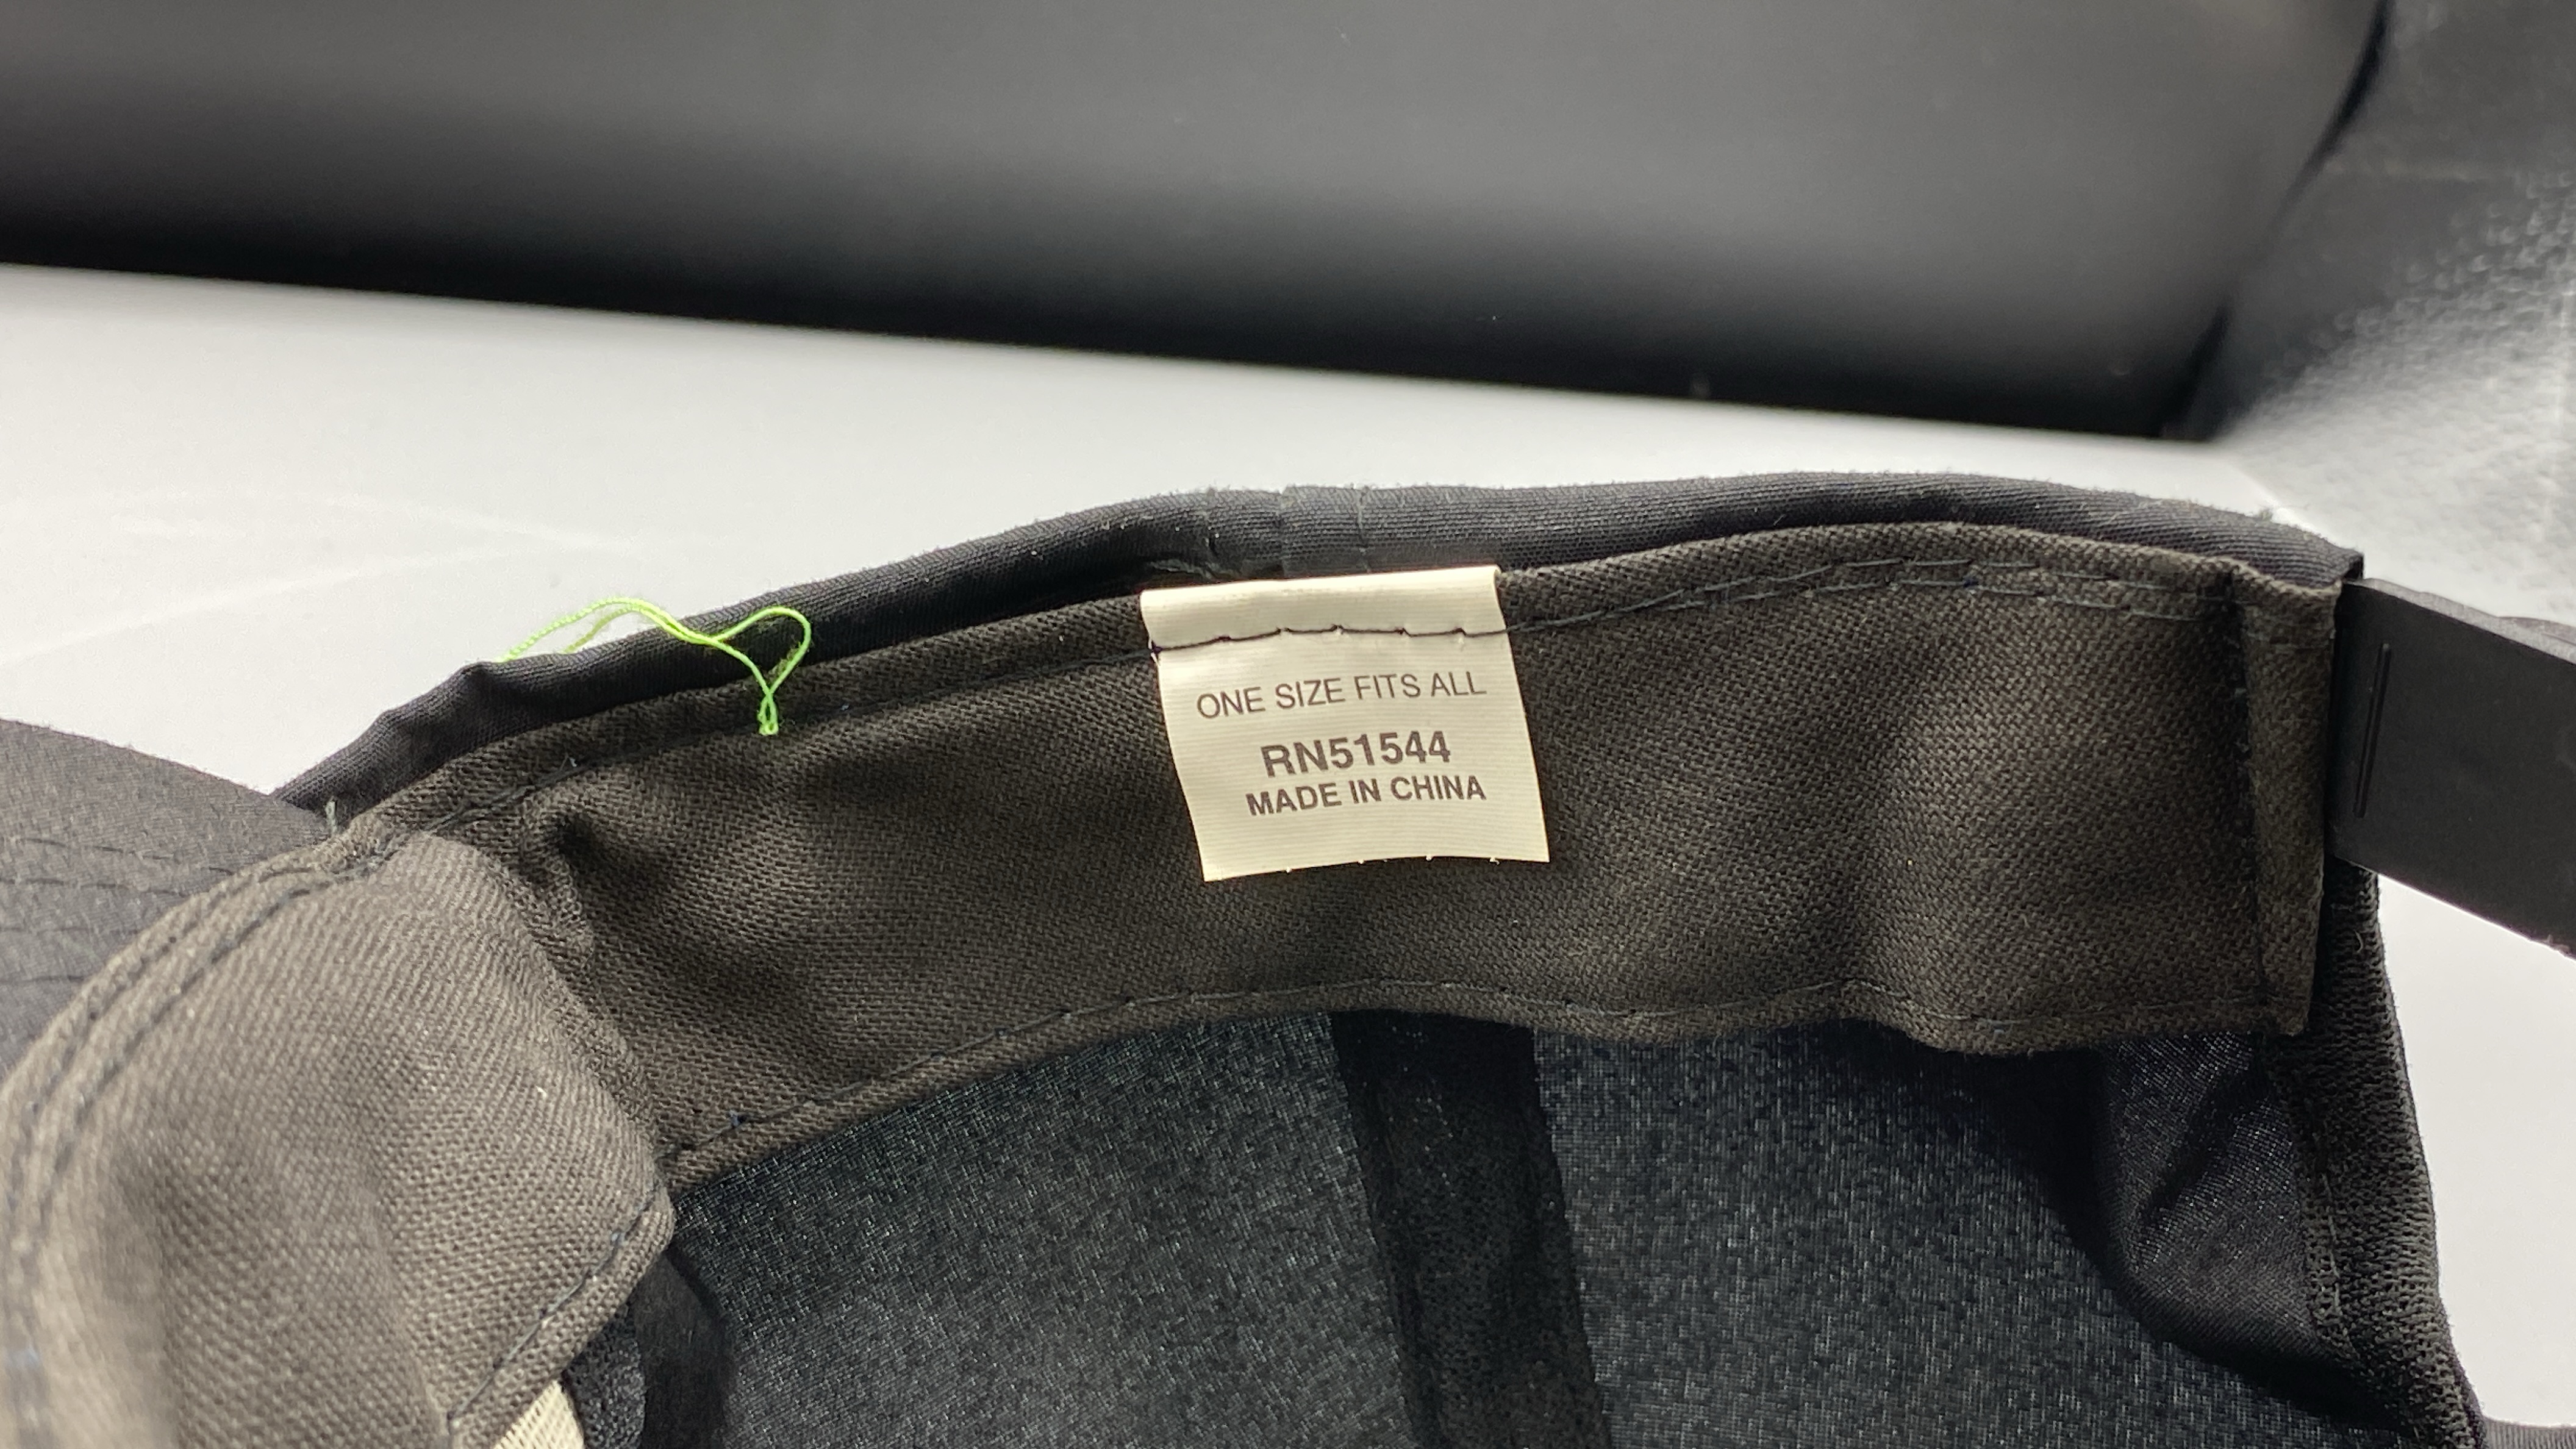 ONE SIZE FITS ALL
RN51544
MADE IN CHINA